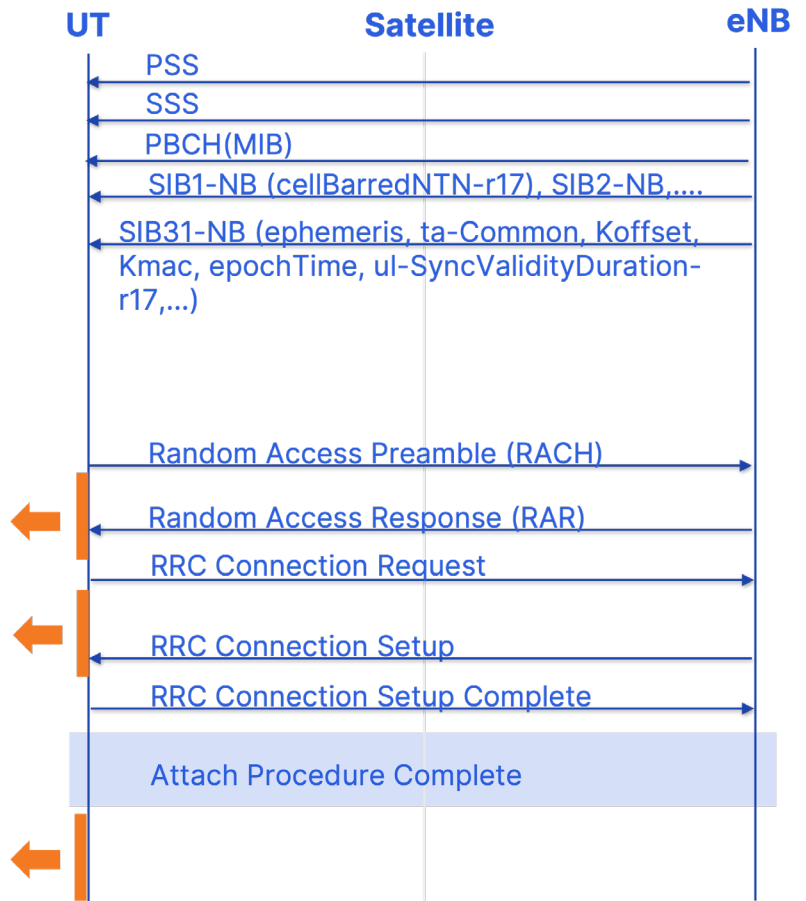 UT Satellite eNB
PSS
SSS
PBCH(MIB)
SIB1-NB (cellBarredNTN-r17), SIB2-NB,....
SIB31-NB (ephemeris, ta-Common, Koffset,
Kmac, epochTime, ul-SyncValidityDuration-
r17,...)
Random Access Preamble (RACH)
Random Access Response (RAR)
RRC Connection Request
RRC Connection Setup
RRC Connection Setup Complete
Attach Procedure Complete